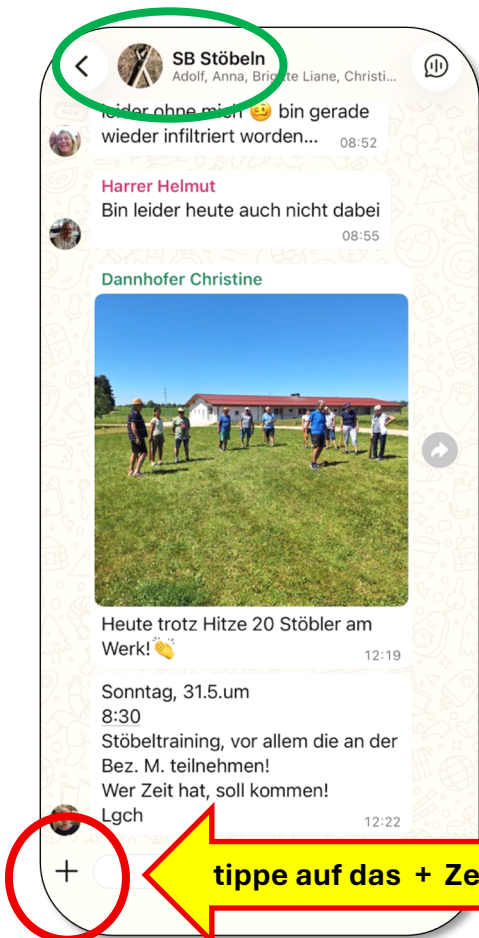 SB Stöbeln
Adolf, Anna, Brigitte Liane, Christi...
leider ohne mich 🥴 bin gerade
wieder infiltriert worden... 08:52
Harrer Helmut
Bin leider heute auch nicht dabei
08:55
Dannhofer Christine
Heute trotz Hitze 20 Stöbler am
Werk!👏 12:19
Sonntag, 31.5.um
8:30
Stöbeltraining, vor allem die an der
Bez. M. teilnehmen!
Wer Zeit hat, soll kommen!
Lgch 12:22
+ tippe auf das + Ze